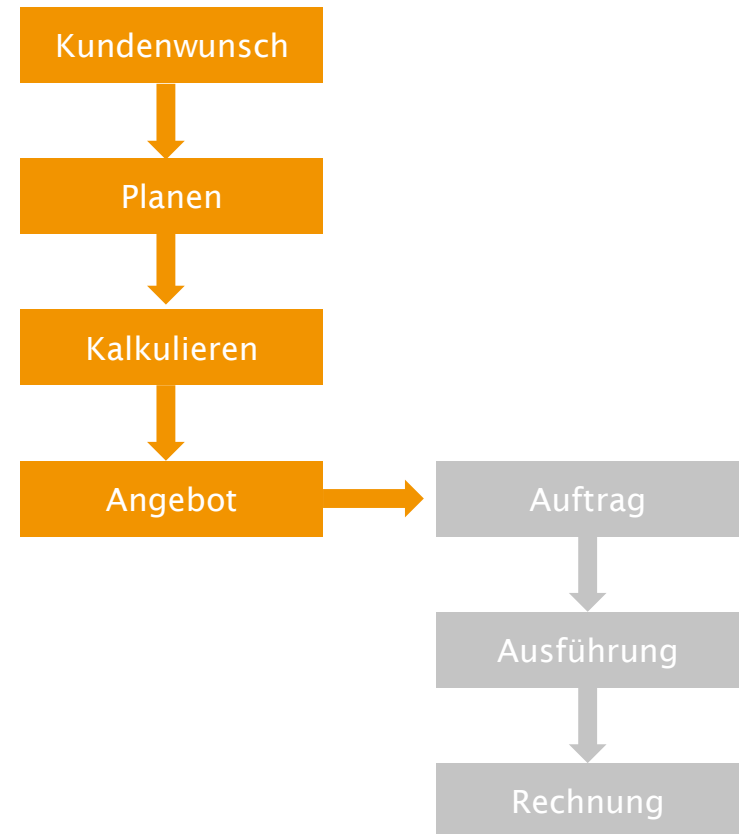 Kundenwunsch
Planen
Kalkulieren
Angebot
Auftrag
Ausführung
Rechnung